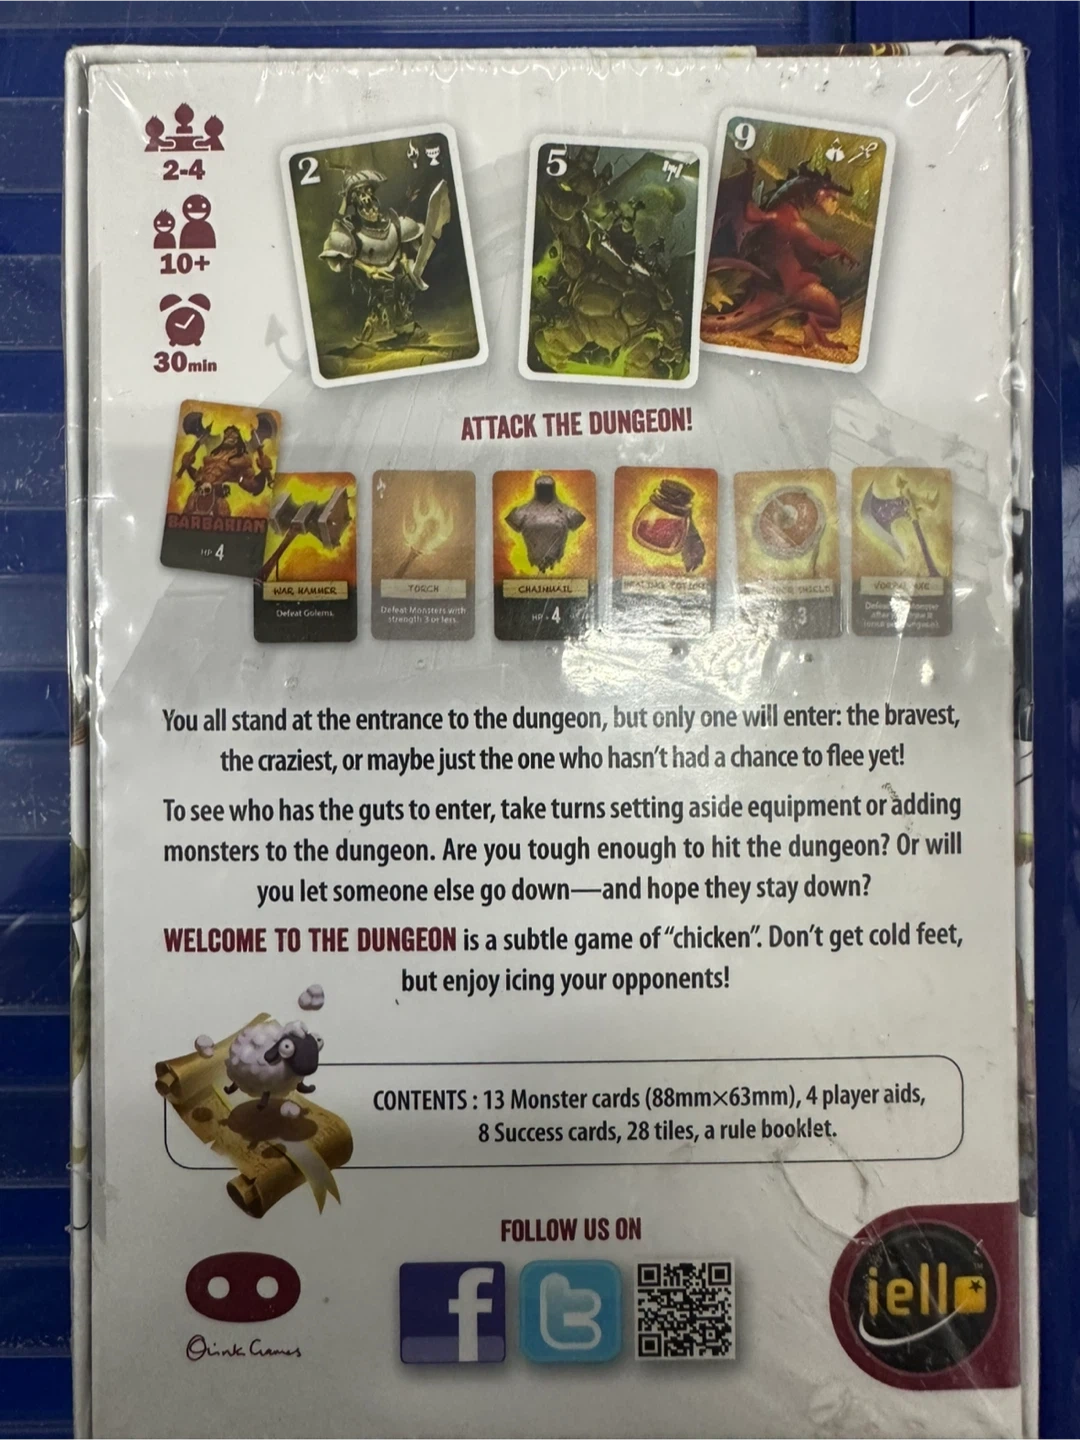 2-4
10+
30min
2
5
9
ATTACK THE DUNGEON!
BARBARIAN
HP 4
WAR HAMMER
Defeat Golems.
TORCH
Defeat Monsters with
strength 3 or less.
CHAINMAIL
HP + 4
HEALING POTION
SHIELD
3
VORPAL AXE
You all stand at the entrance to the dungeon, but only one will enter: the bravest,
the craziest, or maybe just the one who hasn't had a chance to flee yet!
To see who has the guts to enter, take turns setting aside equipment or adding
monsters to the dungeon. Are you tough enough to hit the dungeon? Or will
you let someone else go down—and hope they stay down?
WELCOME TO THE DUNGEON is a subtle game of "chicken". Don't get cold feet,
but enjoy icing your opponents!
CONTENTS : 13 Monster cards (88mm×63mm), 4 player aids,
8 Success cards, 28 tiles, a rule booklet.
FOLLOW US ON
Oink Games
f
t
iello